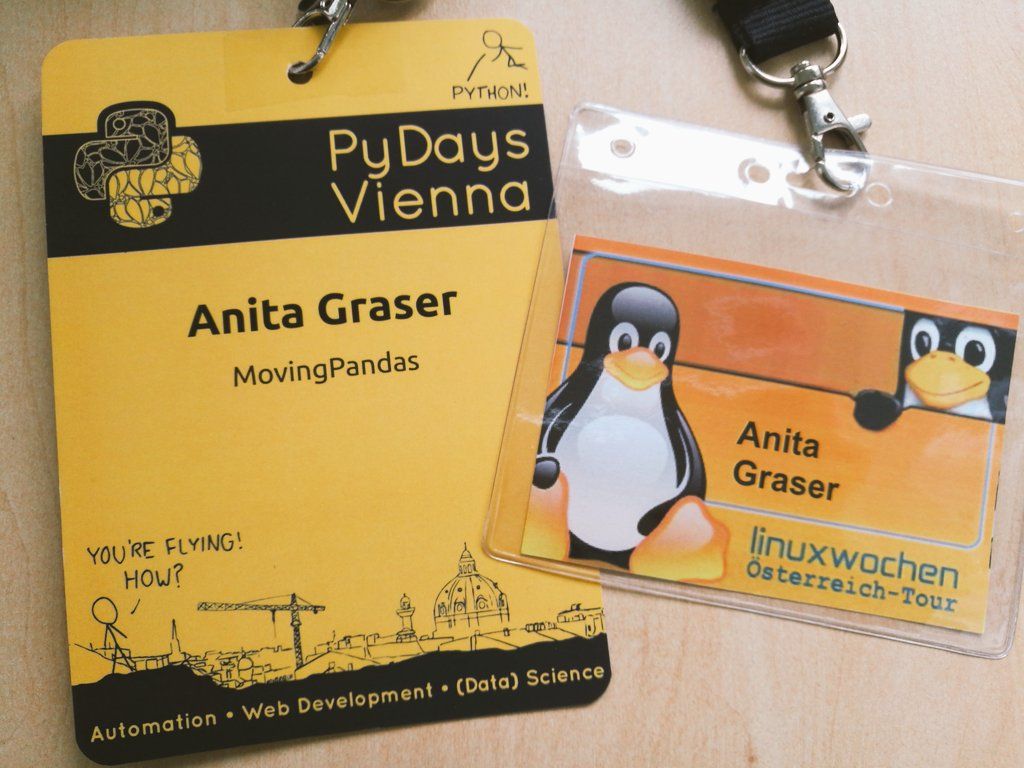 PYTHON!
PyDays
Vienna
Anita Graser
MovingPandas
YOU'RE FLYING!
HOW?
Automation • Web Development • (Data) Science
Anita
Graser
linuxwochen
Österreich-Tour